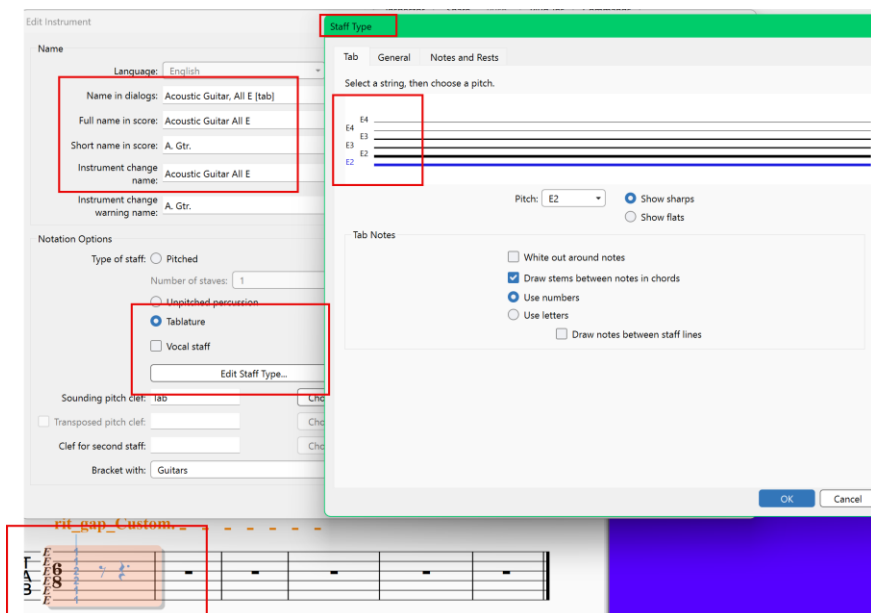 Edit Instrument
Name
Language: English
Name in dialogs: Acoustic Guitar, All E [tab]
Full name in score: Acoustic Guitar All E
Short name in score: A. Gtr.
Instrument change name: Acoustic Guitar All E
Instrument change warning name: A. Gtr.
Notation Options
Type of staff: Pitched
Number of staves: 1
Unpitched percussion
Tablature
Vocal staff
Edit Staff Type...
Sounding pitch clef: Tab
Cho
Transposed pitch clef:
Cho
Clef for second staff:
Cho
Bracket with: Guitars
Staff Type
Tab General Notes and Rests
Select a string, then choose a pitch.
E4
E4
E3
E3
E2
E2
Pitch: E2
Show sharps
Show flats
Tab Notes
White out around notes
Draw stems between notes in chords
Use numbers
Use letters
Draw notes between staff lines
OK Cancel
rit_gap_Custom.
T
A
B
E
E
E
E
E
E
6
8